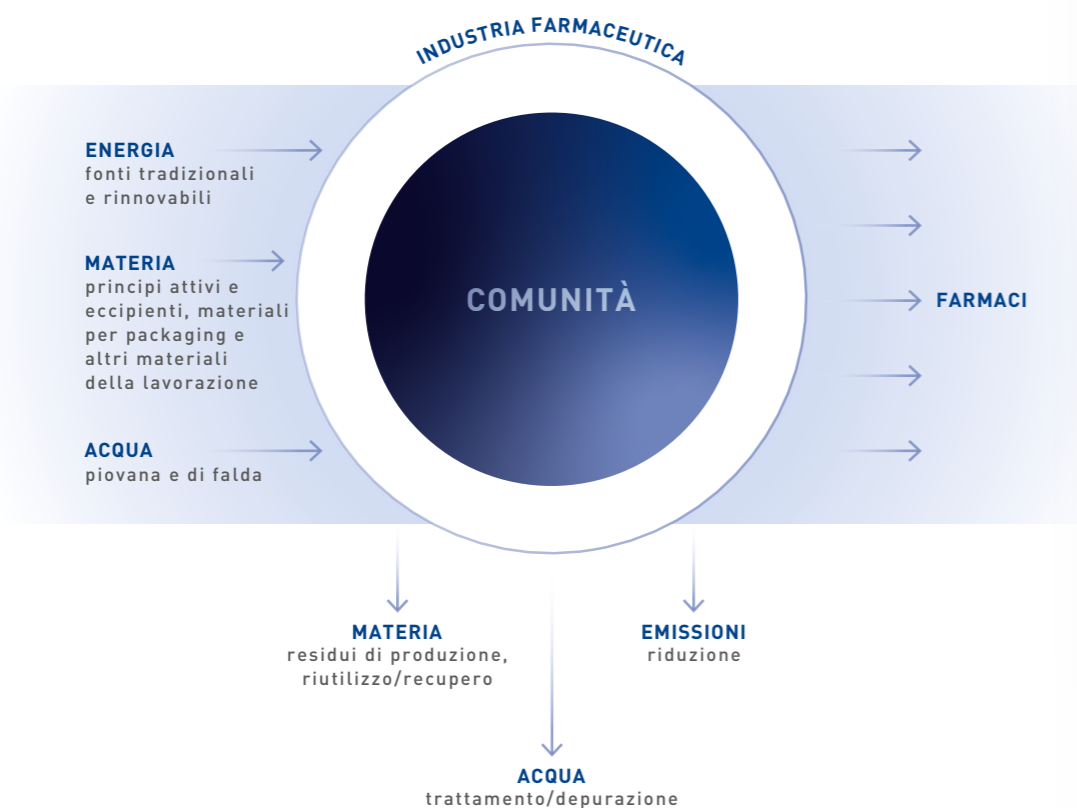 INDUSTRIA FARMACEUTICA
ENERGIA
fonti tradizionali
e rinnovabili
MATERIA
principi attivi e
eccipienti, materiali
per packaging e
altri materiali
della lavorazione
ACQUA
piovana e di falda
COMUNITÀ
FARMACI
MATERIA
residui di produzione,
riutilizzo/recupero
EMISSIONI
riduzione
ACQUA
trattamento/depurazione